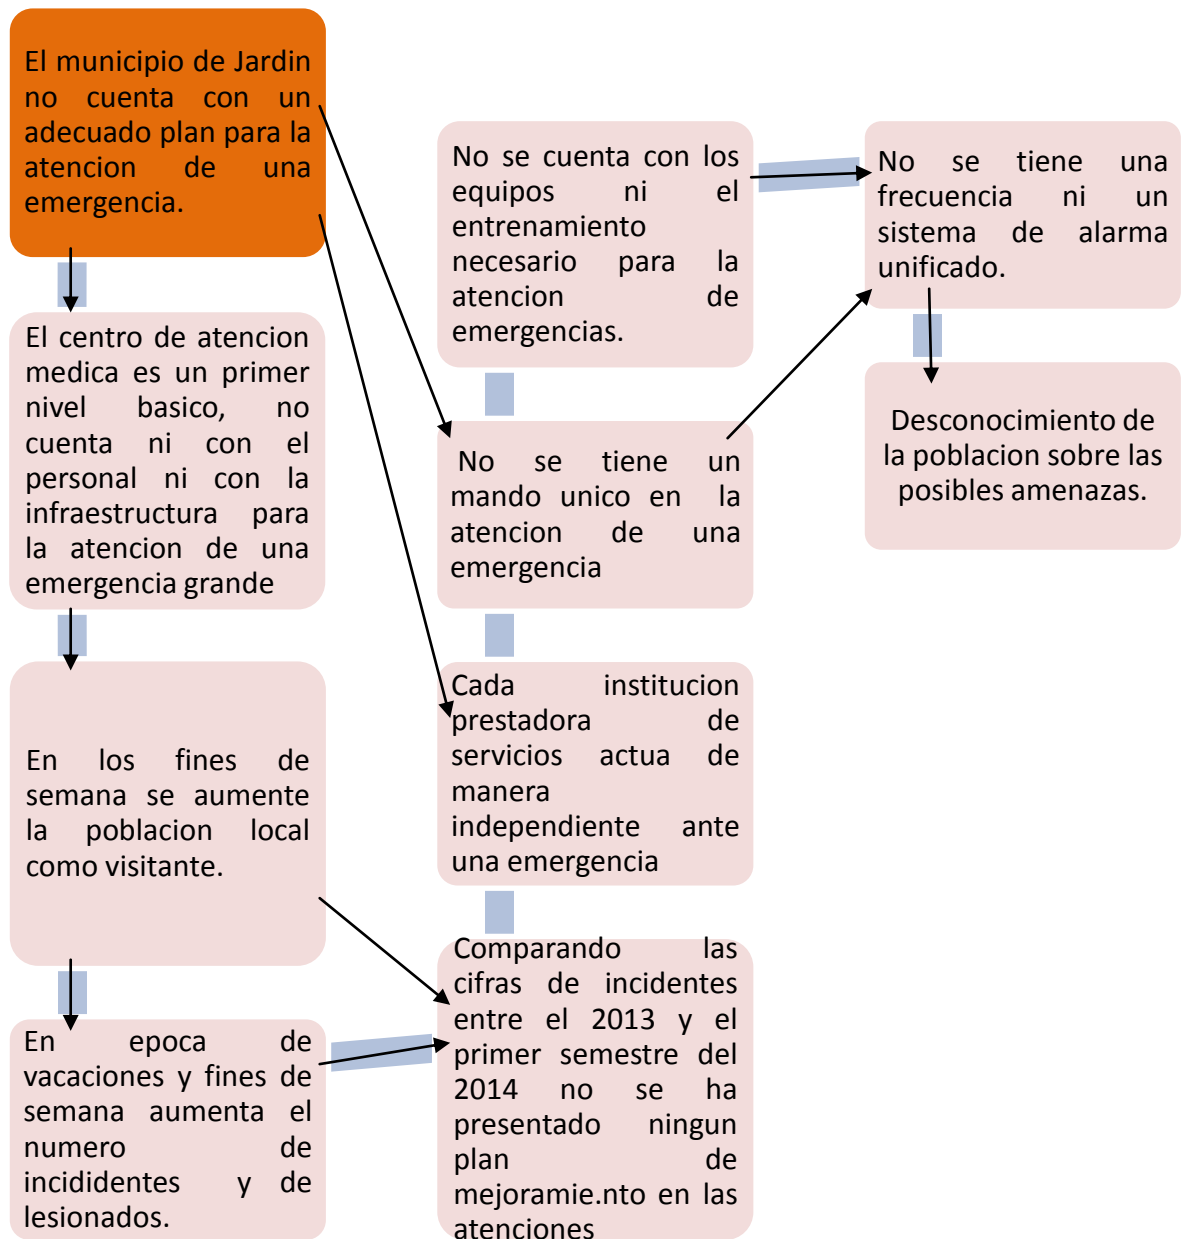 El municipio de Jardin
no cuenta con un
adecuado plan para la
atencion de una
emergencia.
El centro de atencion
medica es un primer
nivel basico, no
cuenta ni con el
personal ni con la
infraestructura para
la atencion de una
emergencia grande
En los fines de
semana se aumente
la poblacion local
como visitante.
En epoca de
vacaciones y fines de
semana aumenta el
numero de
incididentes y de
lesionados.
No se cuenta con los
equipos ni el
entrenamiento
necesario para la
atencion de
emergencias.
No se tiene un
mando unico en la
atencion de una
emergencia
Cada institucion
prestadora de
servicios actua de
manera
independiente ante
una emergencia
Comparando las
cifras de incidentes
entre el 2013 y el
primer semestre del
2014 no se ha
presentado ningun
plan de
mejoramie.nto en las
atenciones
No se tiene una
frecuencia ni un
sistema de alarma
unificado.
Desconocimiento de
la poblacion sobre las
posibles amenazas.